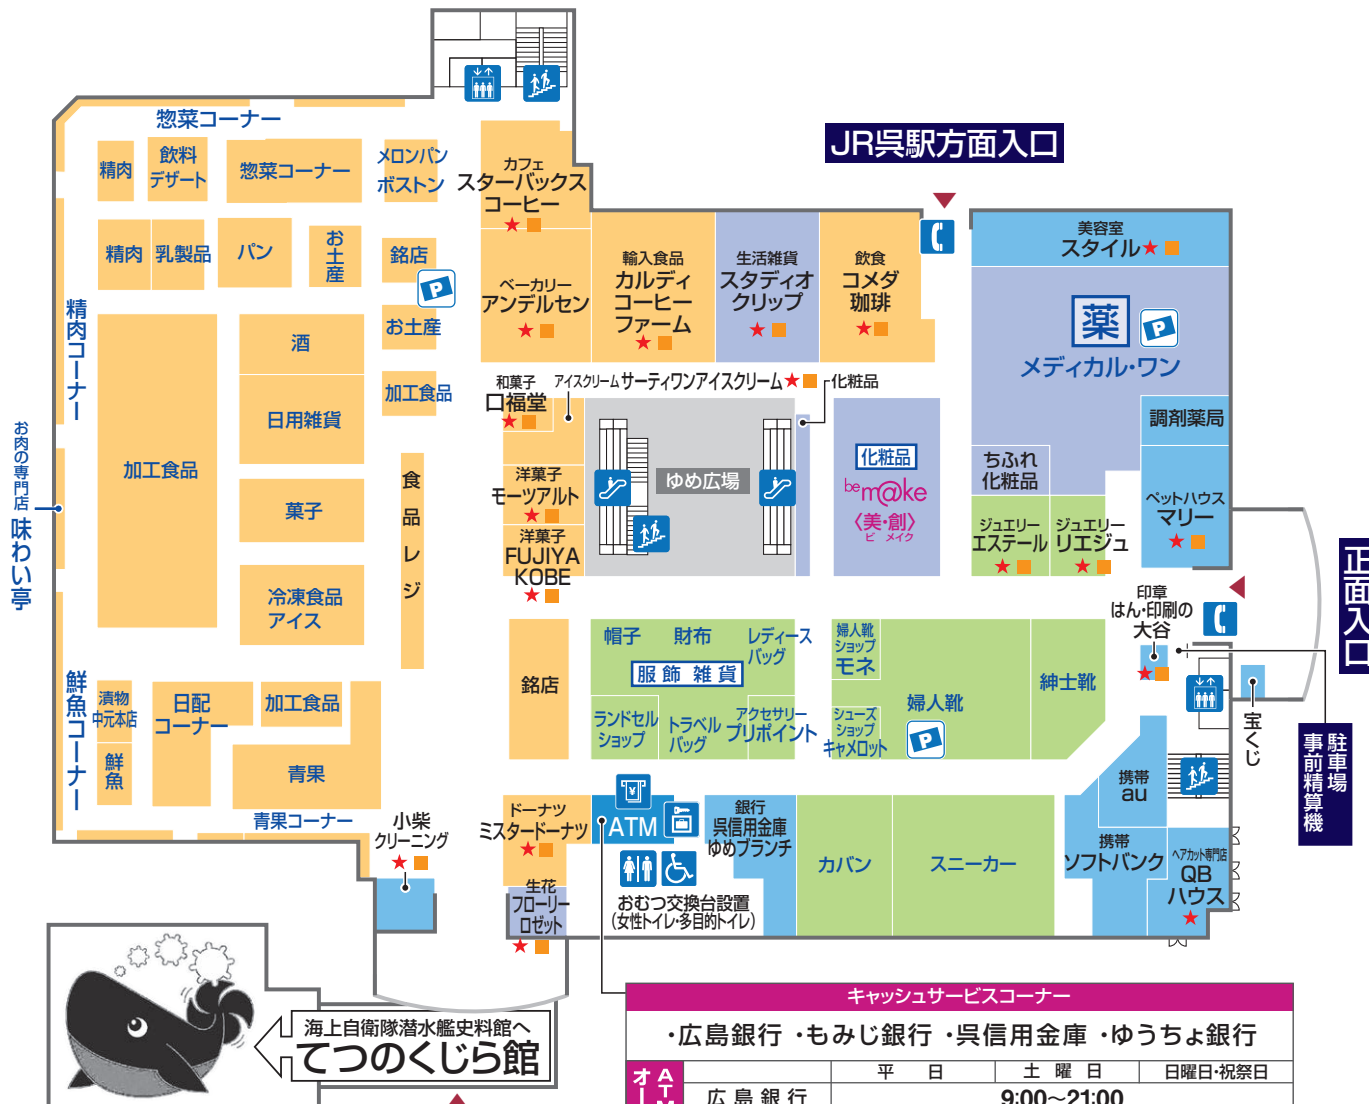 惣菜コーナー
精肉
飲料
デザート
惣菜コーナー
メロンパン
ボストン
カフェ
スターバックス
コーヒー
★■
JR呉駅方面入口
精肉
乳製品
パン
お土産
銘店
P
お土産
加工食品
ベーカリー
アンデルセン
★■
輸入食品
カルディ
コーヒー
ファーム
★■
生活雑貨
スタディオ
クリップ
★■
飲食
コメダ
珈琲
★■
美容室
スタイル★■
薬
P
メディカル・ワン
調剤薬局
精肉コーナー
お肉の専門店
味わい亭
加工食品
酒
日用雑貨
菓子
冷凍食品
アイス
食品レジ
和菓子
口福堂
★■
アイスクリーム サーティワンアイスクリーム★■
化粧品
洋菓子
モーツアルト
★■
洋菓子
FUJIYA
KOBE
★■
ゆめ広場
化粧品
be m@ke
〈美・創〉
ビ メイク
ちふれ
化粧品
ジュエリー
エステール
★■
ジュエリー
リエジュ
★■
ペットハウス
マリー
★■
正面入口
印章
はん・印刷の
大谷
★■
宝くじ
駐車場
事前精算機
鮮魚コーナー
漬物
中元本店
鮮魚
日配
コーナー
加工食品
青果
青果コーナー
小柴
クリーニング
★■
銘店
帽子
財布
レディース
バッグ
服飾雑貨
ランドセル
ショップ
トラベル
バッグ
アクセサリー
プリポイント
婦人靴
ショップ
モネ
シューズ
ショップ
キャメロット
婦人靴
P
紳士靴
ドーナツ
ミスタードーナツ
★■
ATM
銀行
呉信用金庫
ゆめブランチ
カバン
スニーカー
携帯
au
携帯
ソフトバンク
ヘアカット専門店
QB
ハウス
★
生花
フローリー
ロゼット
★■
おむつ交換台設置
(女性トイレ・多目的トイレ)
海上自衛隊潜水艦史料館へ
てつのくじら館
キャッシュサービスコーナー
・広島銀行 ・もみじ銀行 ・呉信用金庫 ・ゆうちょ銀行
平日 土曜日 日曜日・祝祭日
広島銀行 9:00~21:00